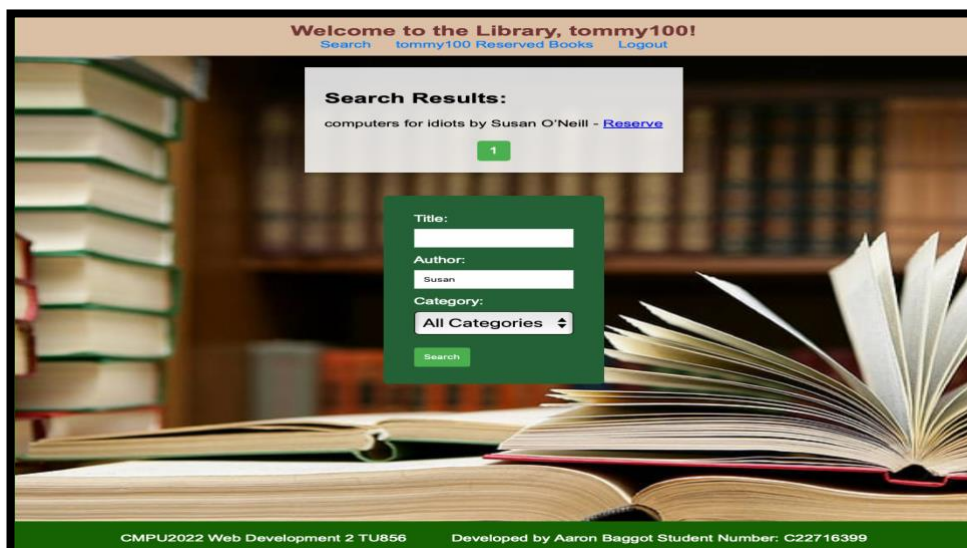 Welcome to the Library, tommy100!
Search tommy100 Reserved Books Logout
Search Results:
computers for idiots by Susan O'Neill - Reserve
1
Title:
Author:
Susan
Category:
All Categories
Search
CMPU2022 Web Development 2 TU856 Developed by Aaron Baggot Student Number: C22716399